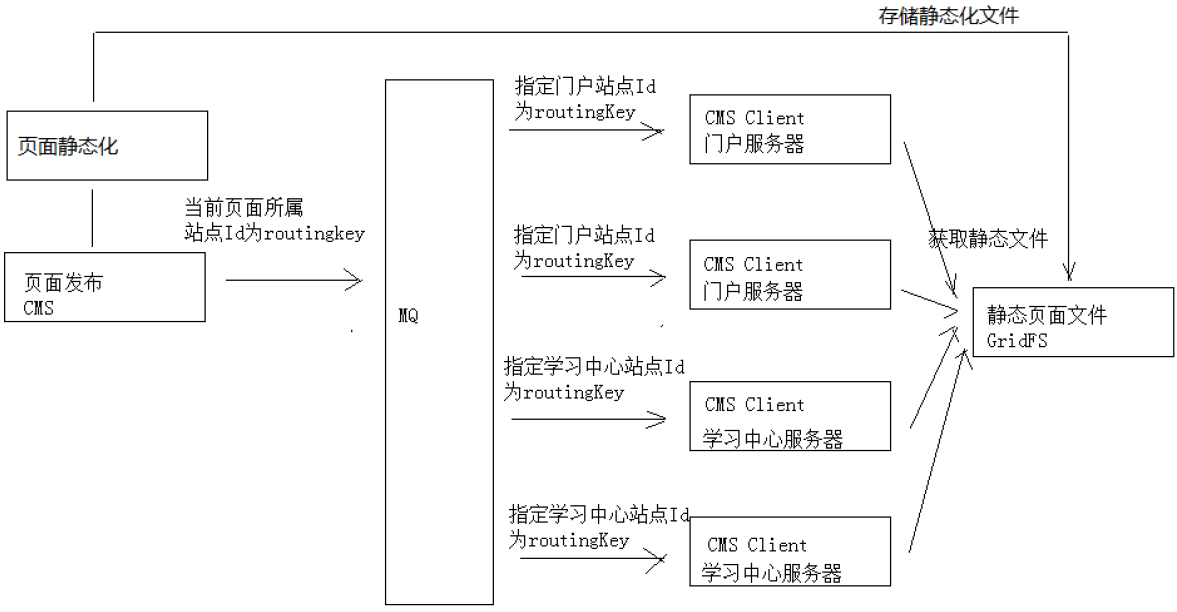 存储静态化文件
页面静态化
当前页面所属
站点Id为routingkey
页面发布
CMS
MQ
指定门户站点Id
为routingKey
CMS Client
门户服务器
指定门户站点Id
为routingKey
CMS Client
门户服务器
指定学习中心站点Id
为routingKey
CMS Client
学习中心服务器
指定学习中心站点Id
为routingKey
CMS Client
学习中心服务器
获取静态文件
静态页面文件
GridFS